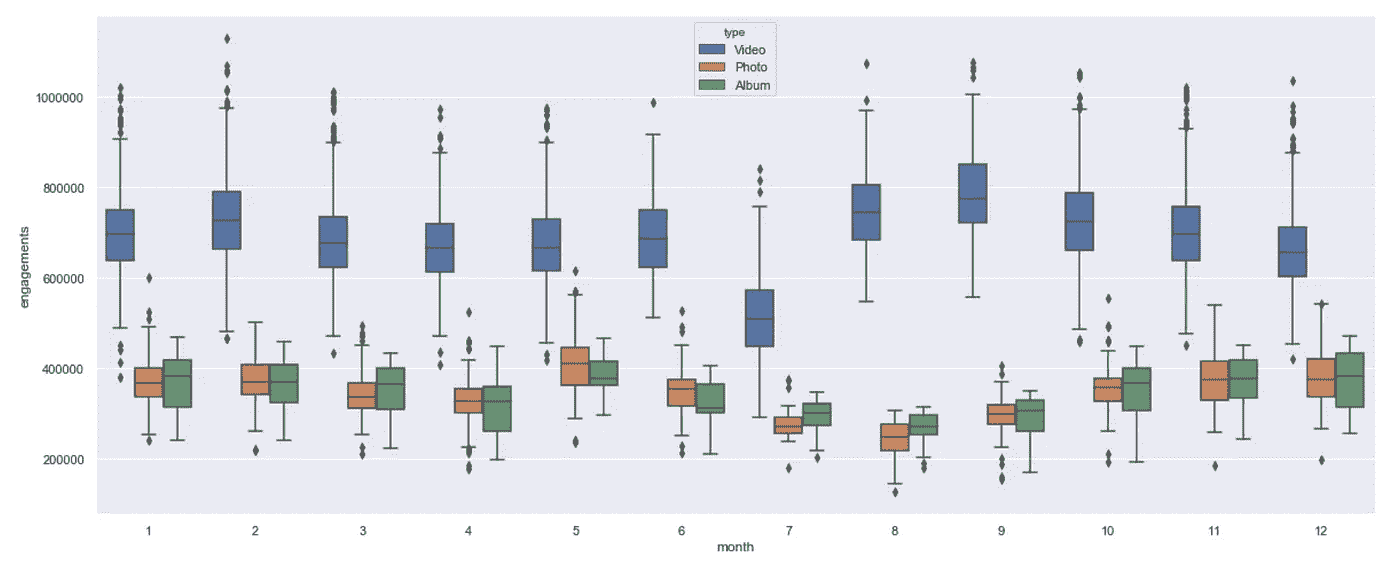 type
Video
Photo
Album
1000000
800000
600000
400000
200000
engagements
1 2 3 4 5 6 7 8 9 10 11 12
month